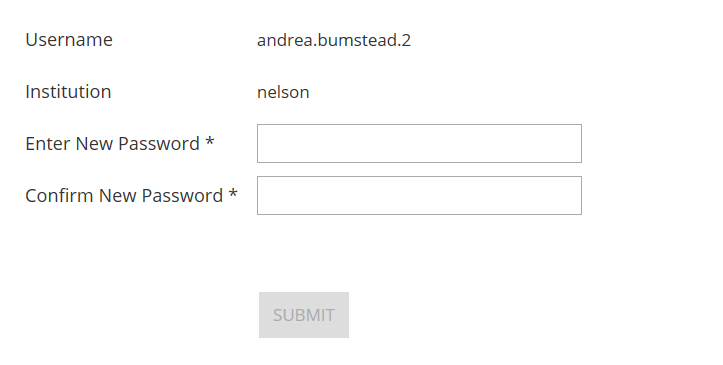 Username andrea.bumstead.2
Institution nelson
Enter New Password *
Confirm New Password *
SUBMIT